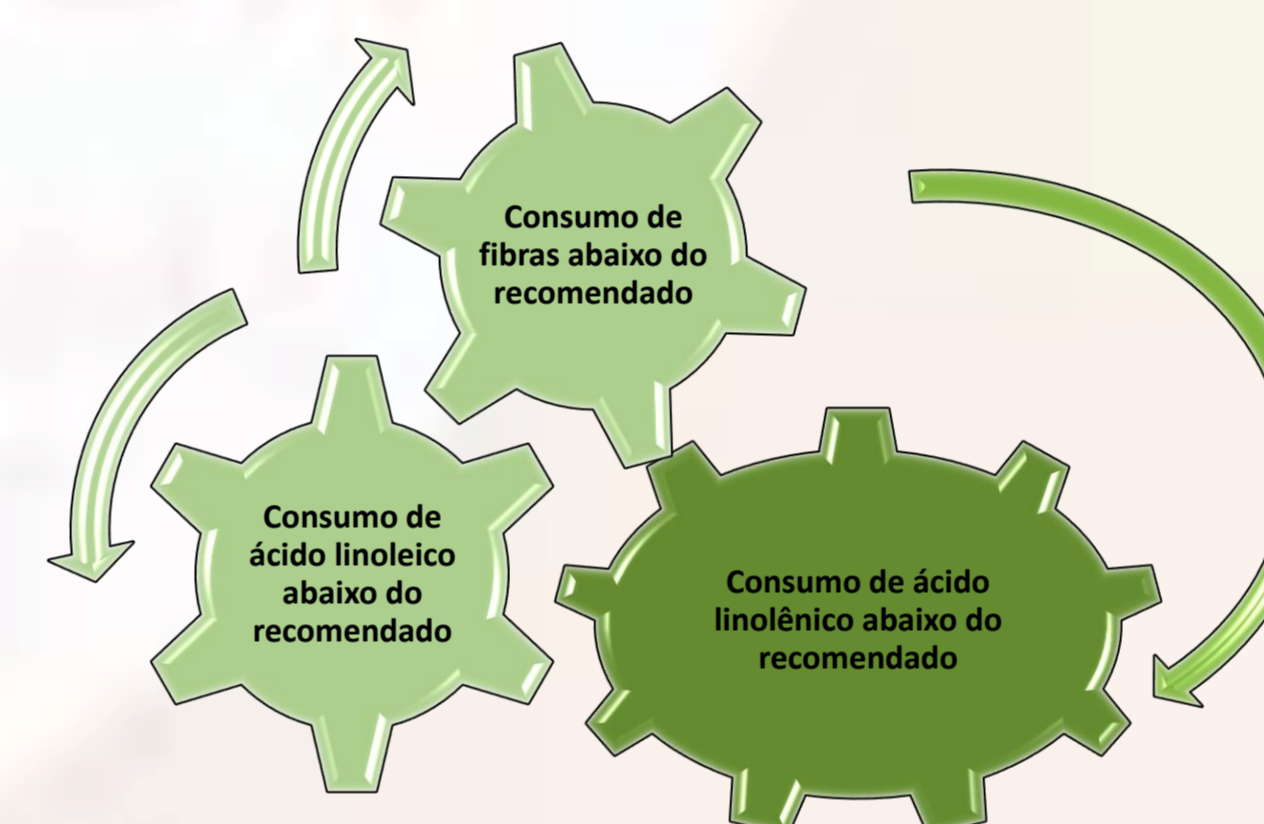 Consumo de
fibras abaixo do
recomendado
Consumo de
ácido linoleico
abaixo do
recomendado
Consumo de ácido
linolênico abaixo do
recomendado